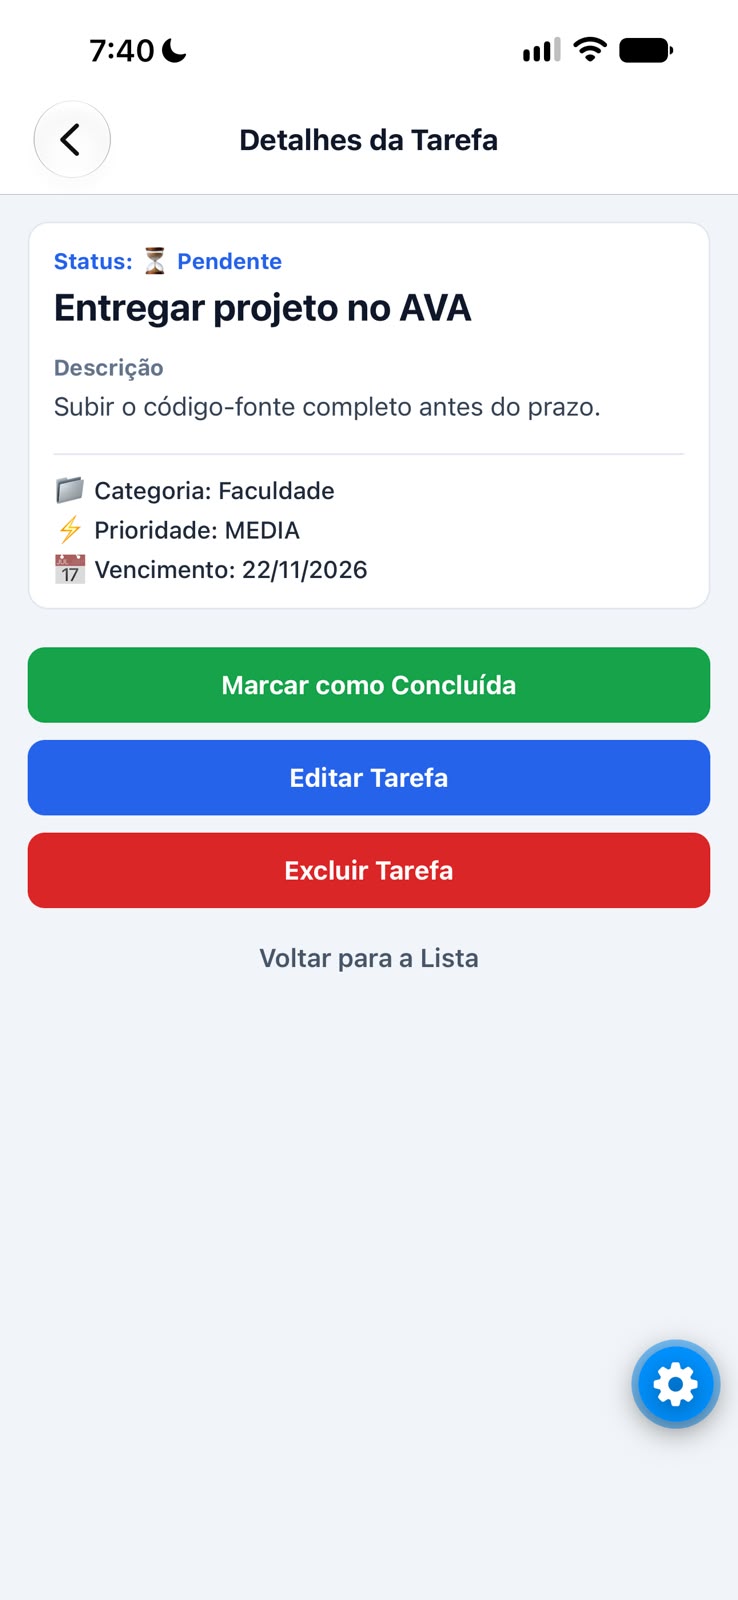 7:40
Detalhes da Tarefa
Status: ⏳ Pendente
Entregar projeto no AVA
Descrição
Subir o código-fonte completo antes do prazo.
📁 Categoria: Faculdade
⚡ Prioridade: MEDIA
📅 Vencimento: 22/11/2026
Marcar como Concluída
Editar Tarefa
Excluir Tarefa
Voltar para a Lista